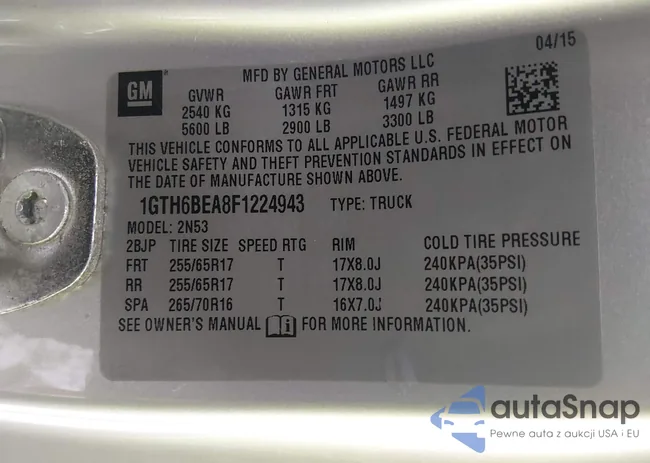 04/15
GM
MFD BY GENERAL MOTORS LLC
GVWR GAWR FRT GAWR RR
2540 KG 1315 KG 1497 KG
5600 LB 2900 LB 3300 LB
THIS VEHICLE CONFORMS TO ALL APPLICABLE U.S. FEDERAL MOTOR
VEHICLE SAFETY AND THEFT PREVENTION STANDARDS IN EFFECT ON
THE DATE OF MANUFACTURE SHOWN ABOVE.
1GTH6BEA8F1224943 TYPE: TRUCK
MODEL: 2N53
2BJP TIRE SIZE SPEED RTG RIM COLD TIRE PRESSURE
FRT 255/65R17 T 17X8.0J 240KPA(35PSI)
RR 255/65R17 T 17X8.0J 240KPA(35PSI)
SPA 265/70R16 T 16X7.0J 240KPA(35PSI)
SEE OWNER'S MANUAL i FOR MORE INFORMATION.
autaSnap
Pewne auta z aukcji USA i EU